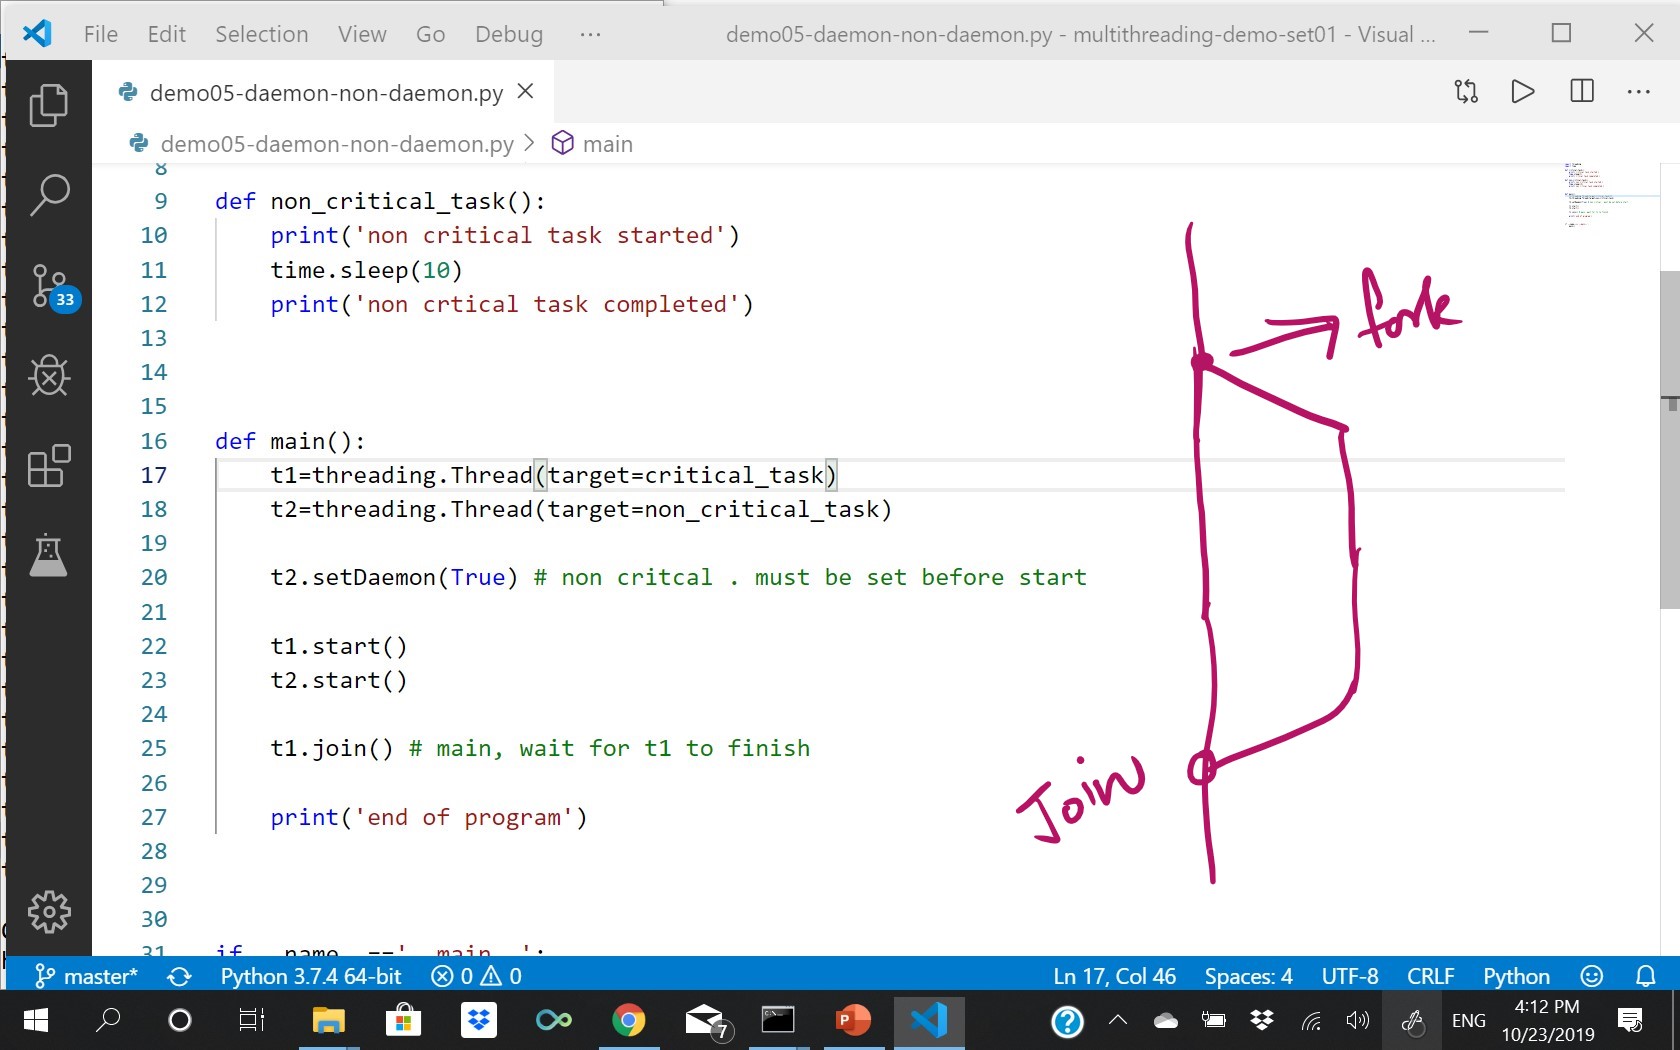 File Edit Selection View Go Debug ··· demo05-daemon-non-daemon.py - multithreading-demo-set01 - Visual ...
demo05-daemon-non-daemon.py
demo05-daemon-non-daemon.py > main
8
9 def non_critical_task():
10 print('non critical task started')
11 time.sleep(10)
12 print('non crtical task completed')
13
14
15
16 def main():
17 t1=threading.Thread(target=critical_task)
18 t2=threading.Thread(target=non_critical_task)
19
20 t2.setDaemon(True) # non critcal . must be set before start
21
22 t1.start()
23 t2.start()
24
25 t1.join() # main, wait for t1 to finish
26
27 print('end of program')
28
29
30
31 if __name__=='__main__':
fork
Join
33
master* Python 3.7.4 64-bit 0 0 Ln 17, Col 46 Spaces: 4 UTF-8 CRLF Python
7 ENG 4:12 PM
10/23/2019